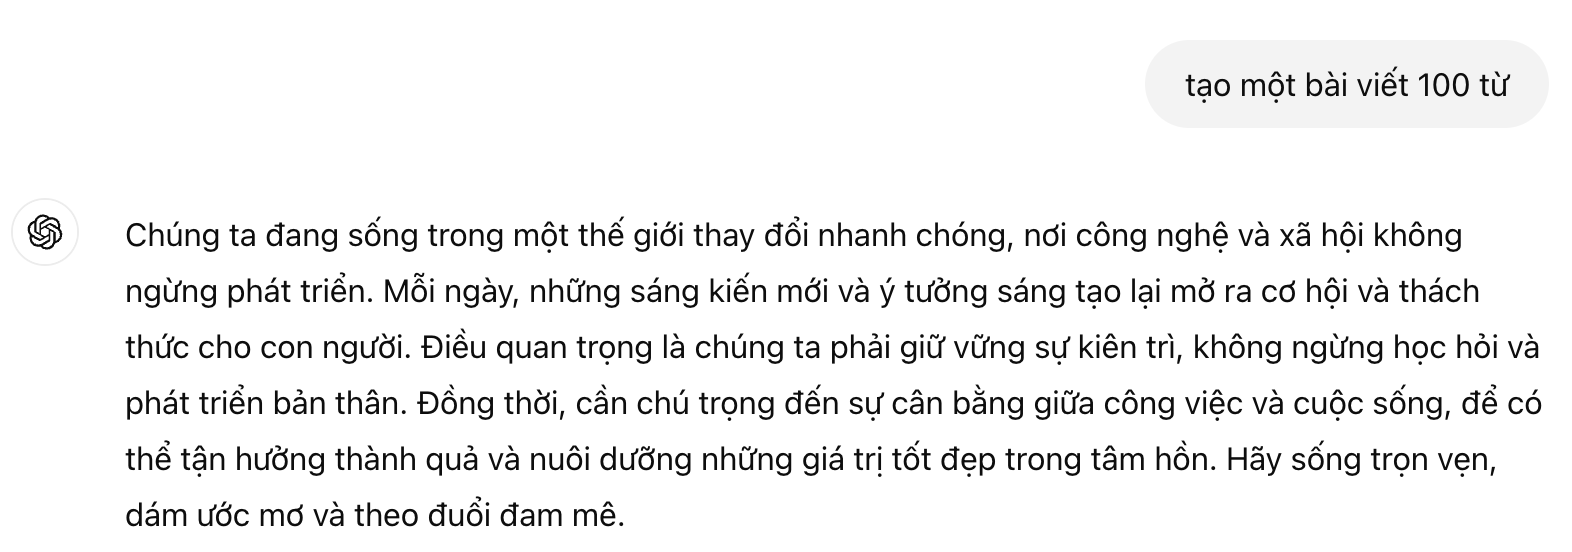 tạo một bài viết 100 từ
Chúng ta đang sống trong một thế giới thay đổi nhanh chóng, nơi công nghệ và xã hội không
ngừng phát triển. Mỗi ngày, những sáng kiến mới và ý tưởng sáng tạo lại mở ra cơ hội và thách
thức cho con người. Điều quan trọng là chúng ta phải giữ vững sự kiên trì, không ngừng học hỏi và
phát triển bản thân. Đồng thời, cần chú trọng đến sự cân bằng giữa công việc và cuộc sống, để có
thể tận hưởng thành quả và nuôi dưỡng những giá trị tốt đẹp trong tâm hồn. Hãy sống trọn vẹn,
dám ước mơ và theo đuổi đam mê.